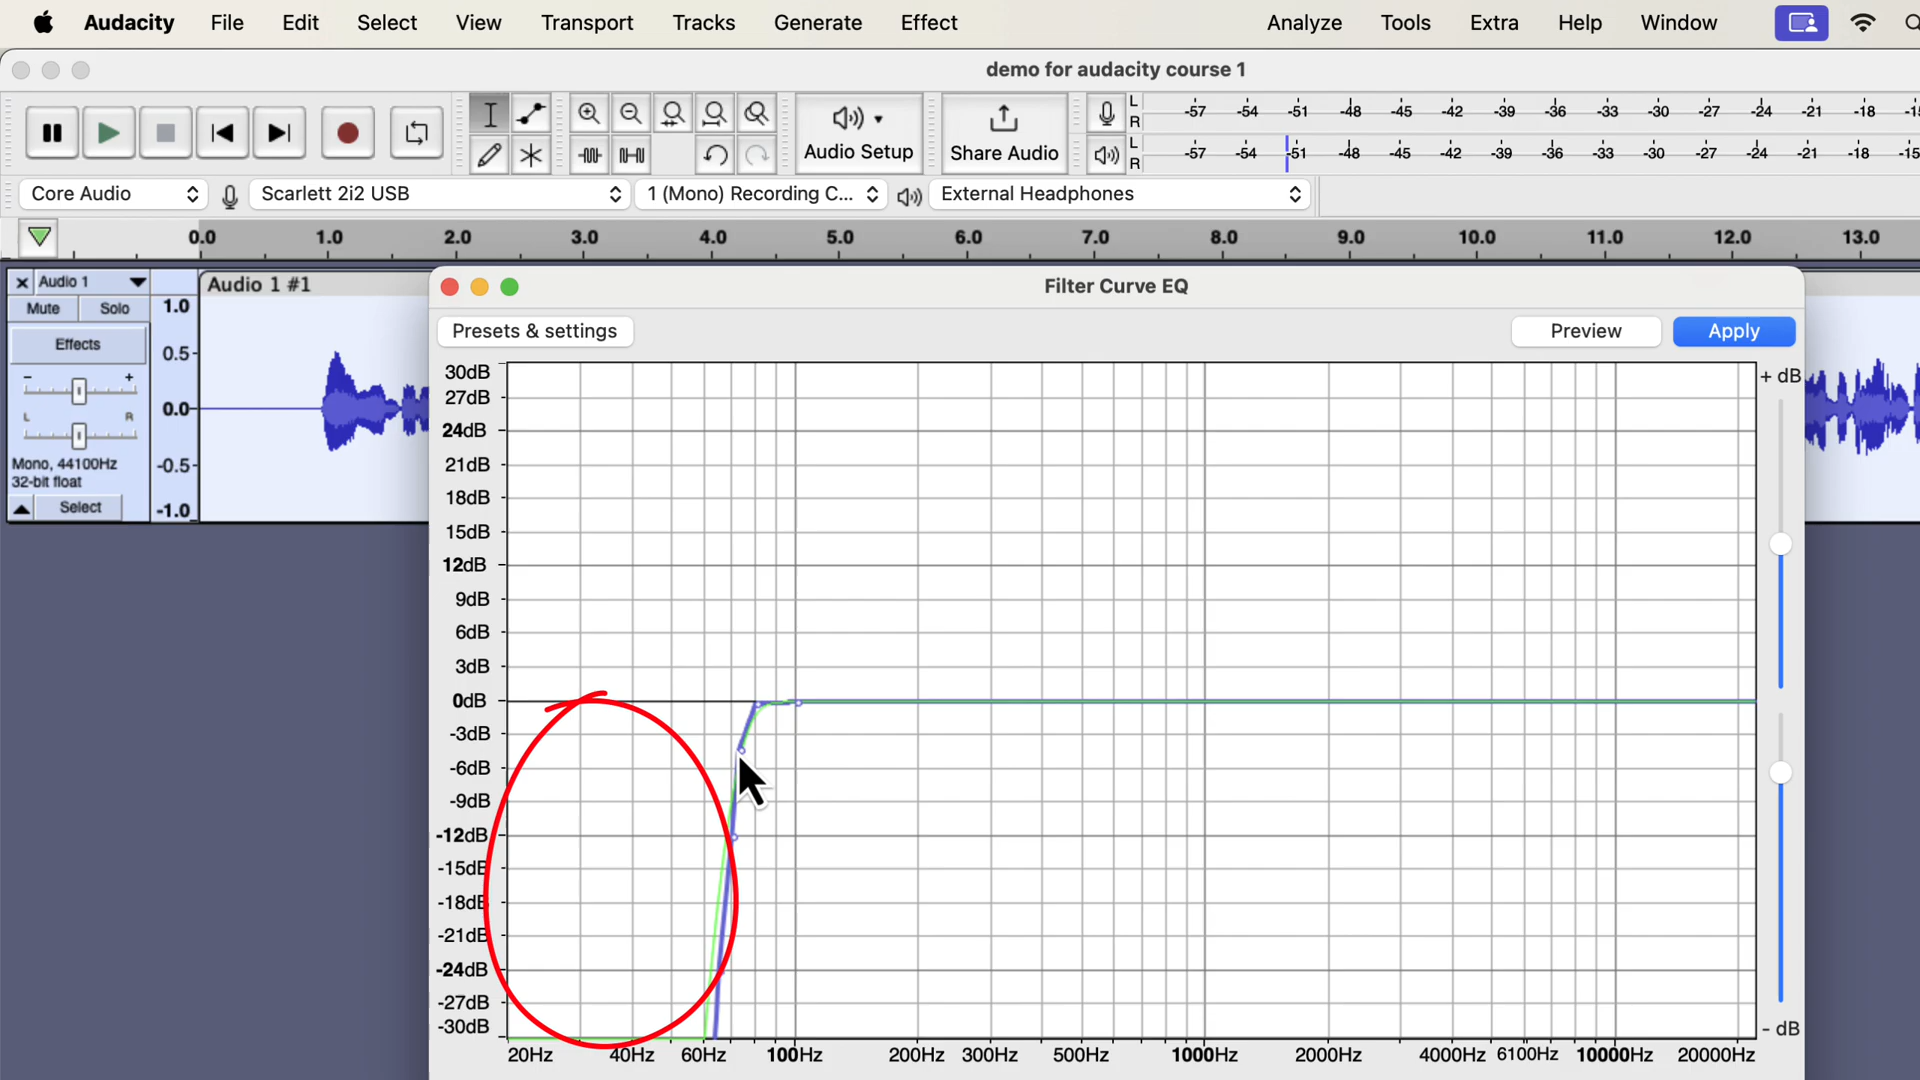 Audacity File Edit Select View Transport Tracks Generate Effect Analyze Tools Extra Help Window
demo for audacity course 1
Audio Setup
Share Audio
L
R
-57 -54 -51 -48 -45 -42 -39 -36 -33 -30 -27 -24 -21 -18
L
R
-57 -54 -51 -48 -45 -42 -39 -36 -33 -30 -27 -24 -21 -18 -15
Core Audio
Scarlett 2i2 USB
1 (Mono) Recording C...
External Headphones
0.0 1.0 2.0 3.0 4.0 5.0 6.0 7.0 8.0 9.0 10.0 11.0 12.0 13.0
Audio 1
Mute Solo
Effects
- +
L R
Mono, 44100Hz
32-bit float
Select
1.0
0.5-
0.0-
-0.5-
-1.0
Audio 1 #1
Filter Curve EQ
Presets & settings
Preview
Apply
30dB
27dB
24dB
21dB
18dB
15dB
12dB
9dB
6dB
3dB
0dB
-3dB
-6dB
-9dB
-12dB
-15dB
-18dB
-21dB
-24dB
-27dB
-30dB
20Hz 40Hz 60Hz 100Hz 200Hz 300Hz 500Hz 1000Hz 2000Hz 4000Hz 6100Hz 10000Hz 20000Hz
+ dB
- dB